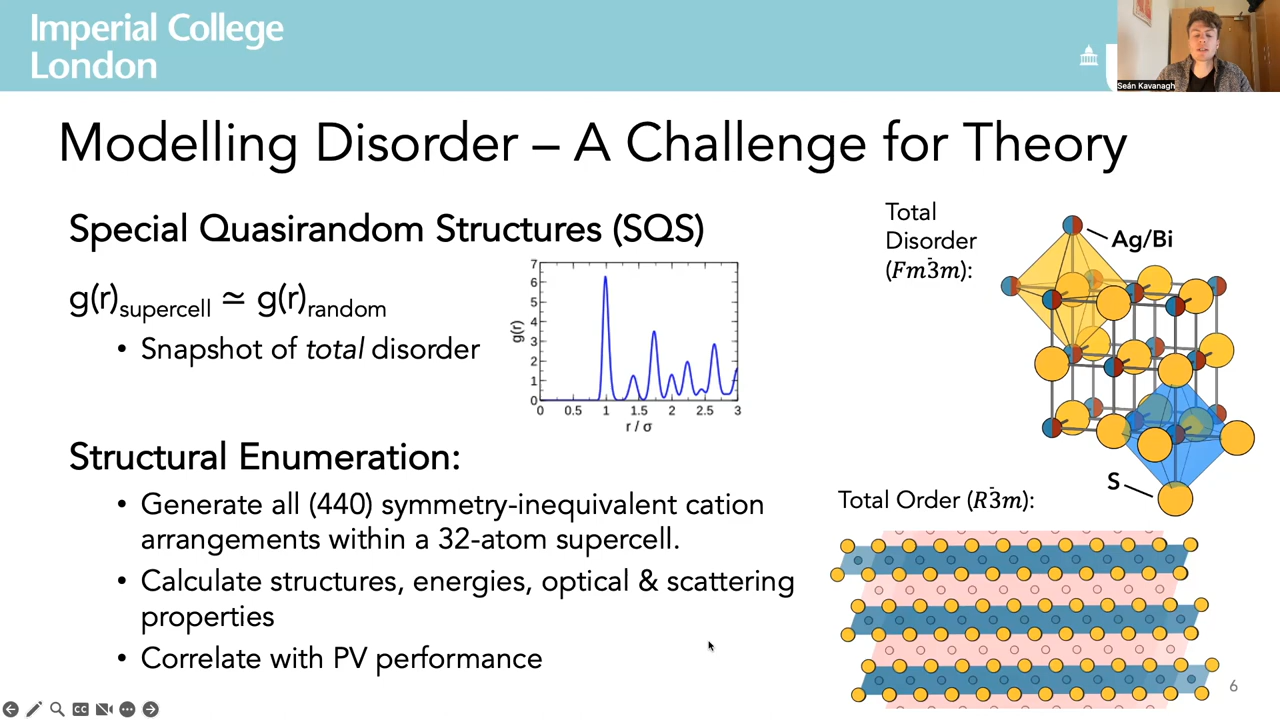 Imperial College
London
Seán Kavanagh
Modelling Disorder – A Challenge for Theory
Special Quasirandom Structures (SQS)
g(r)supercell ≃ g(r)random
• Snapshot of total disorder
7
6
5
4
3
2
1
0
g(r)
0 0.5 1 1.5 2 2.5 3
r / σ
Structural Enumeration:
• Generate all (440) symmetry-inequivalent cation
arrangements within a 32-atom supercell.
• Calculate structures, energies, optical & scattering
properties
• Correlate with PV performance
Total
Disorder
(Fm3̄m):
Ag/Bi
S
Total Order (R3̄m):
6
CC